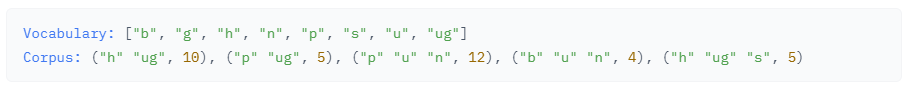 Vocabulary: ["b", "g", "h", "n", "p", "s", "u", "ug"]
Corpus: ("h" "ug", 10), ("p" "ug", 5), ("p" "u" "n", 12), ("b" "u" "n", 4), ("h" "ug" "s", 5)